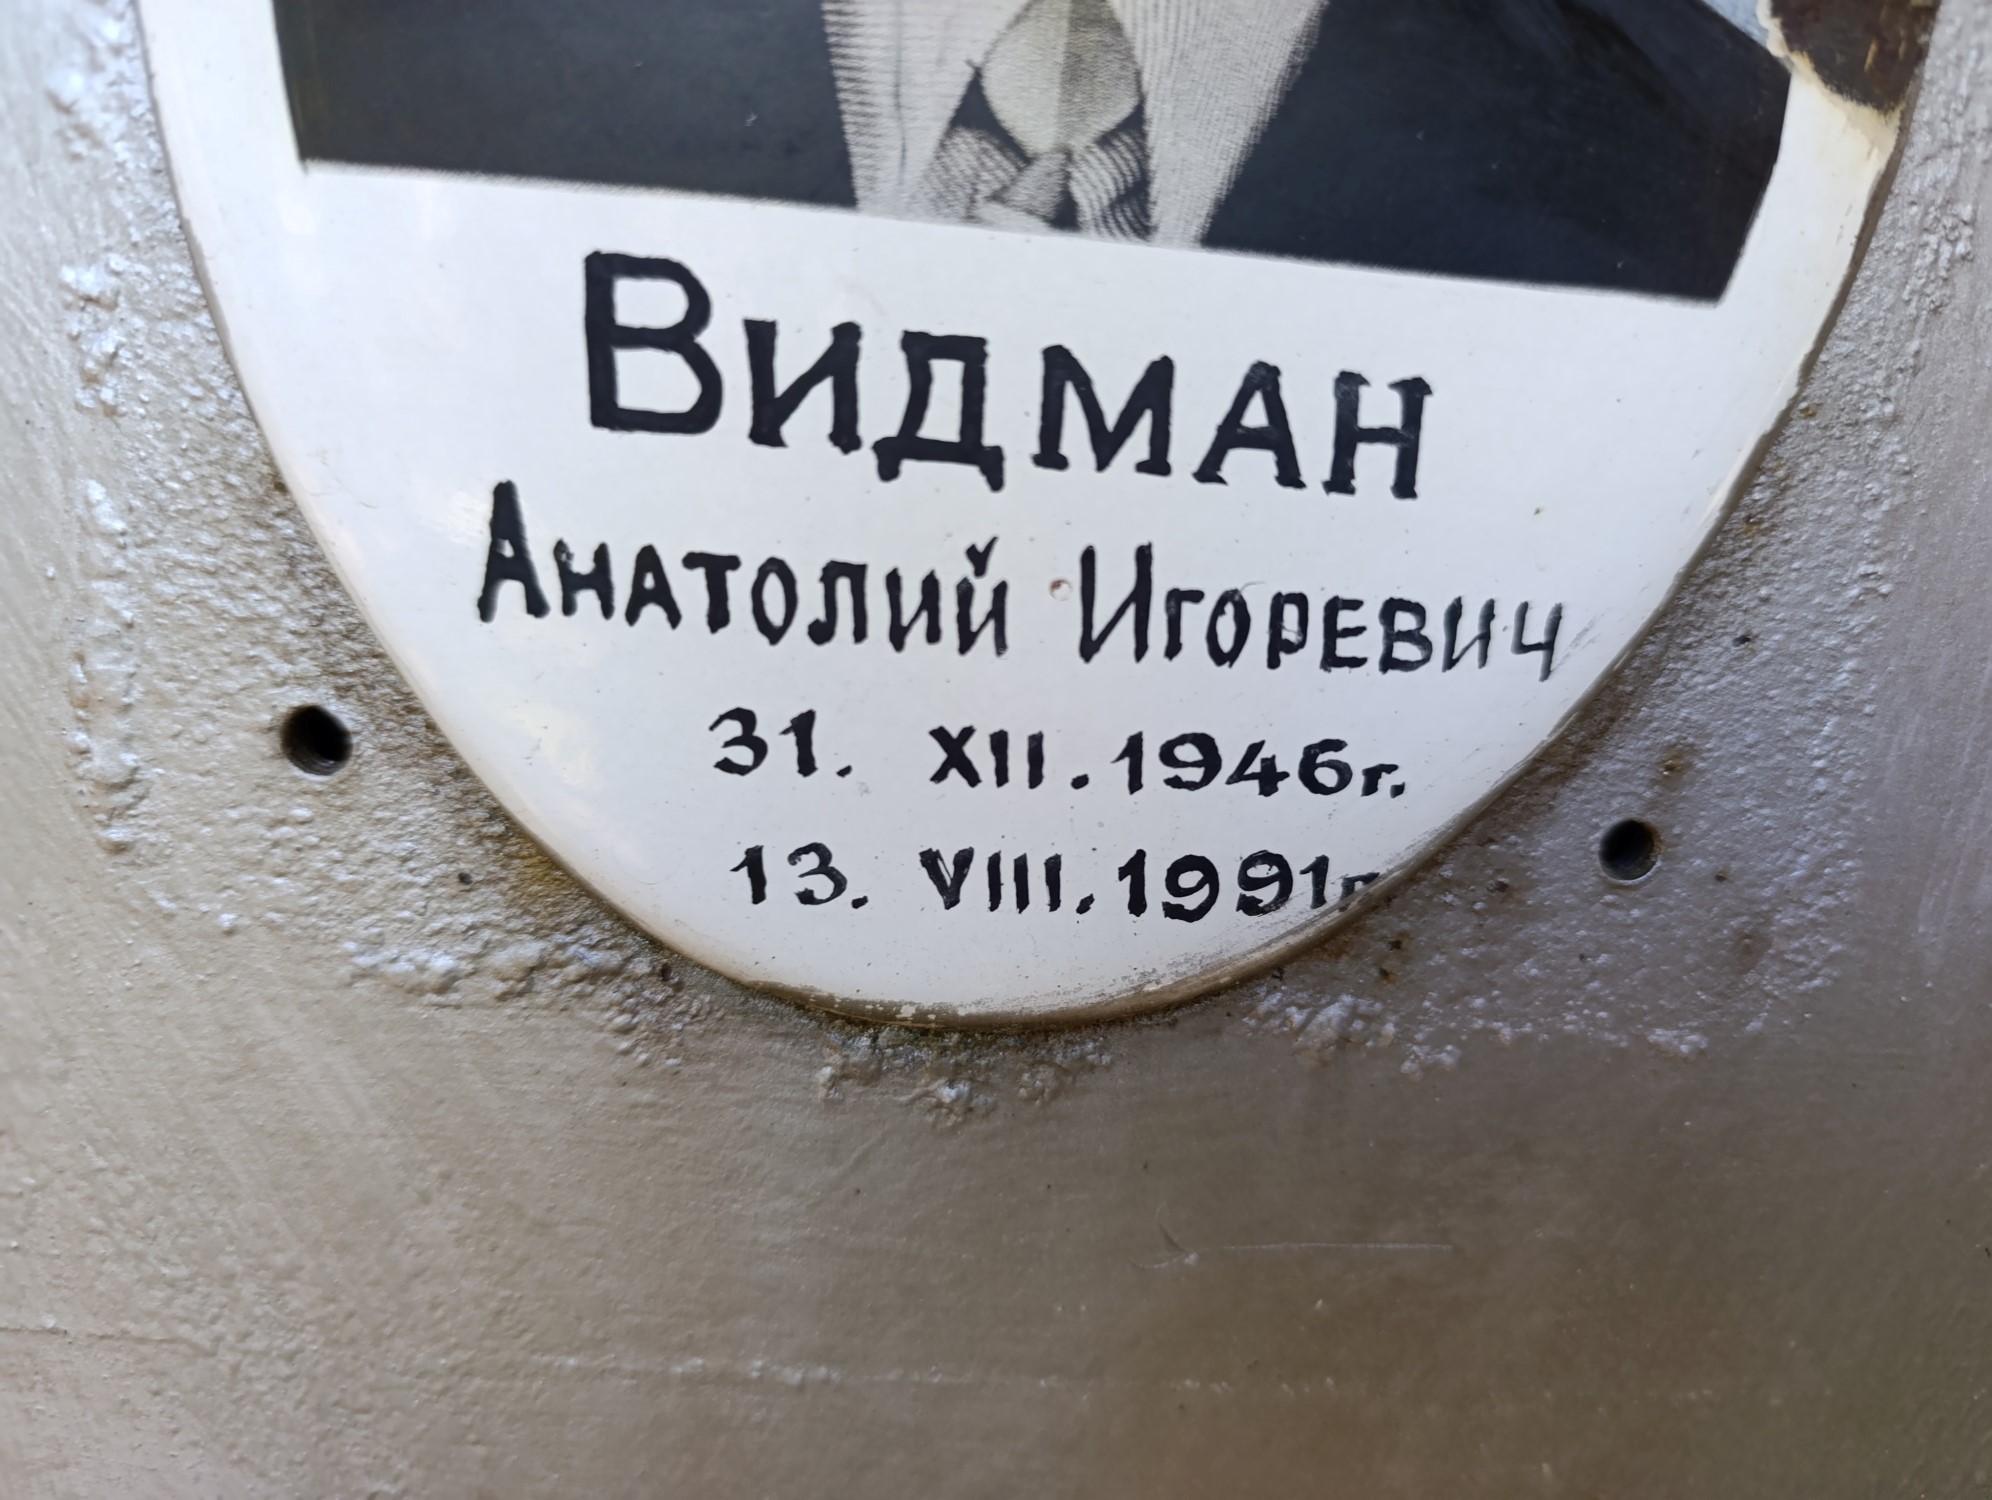 Видман
Анатолий Игоревич
31. XII. 1946г.
13. VIII. 1991г